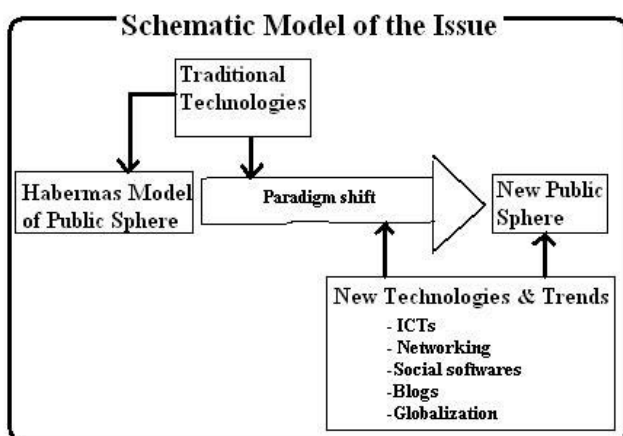 Schematic Model of the Issue
Traditional
Technologies
Habermas Model
of Public Sphere
Paradigm shift
New Public
Sphere
New Technologies & Trends
- ICTs
- Networking
-Social softwares
-Blogs
-Globalization